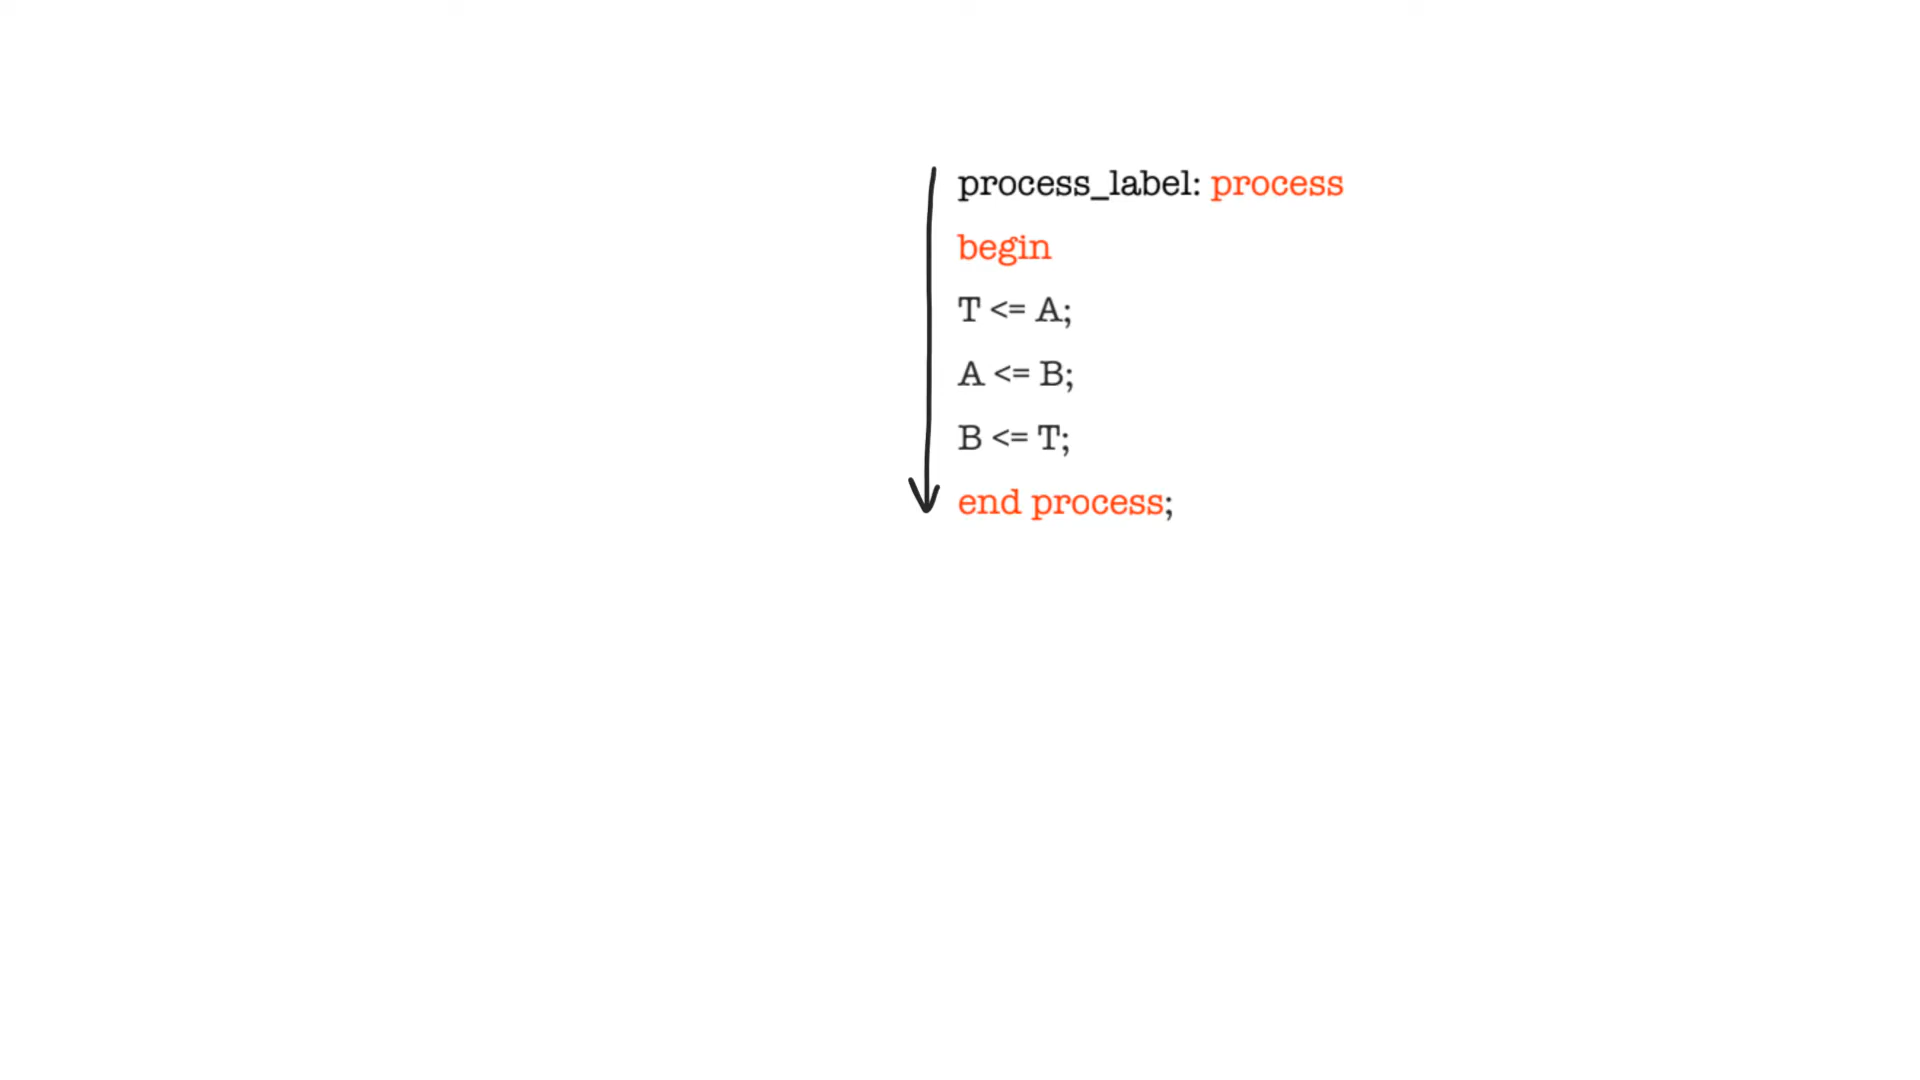 process_label: process
begin
T <= A;
A <= B;
B <= T;
end process;